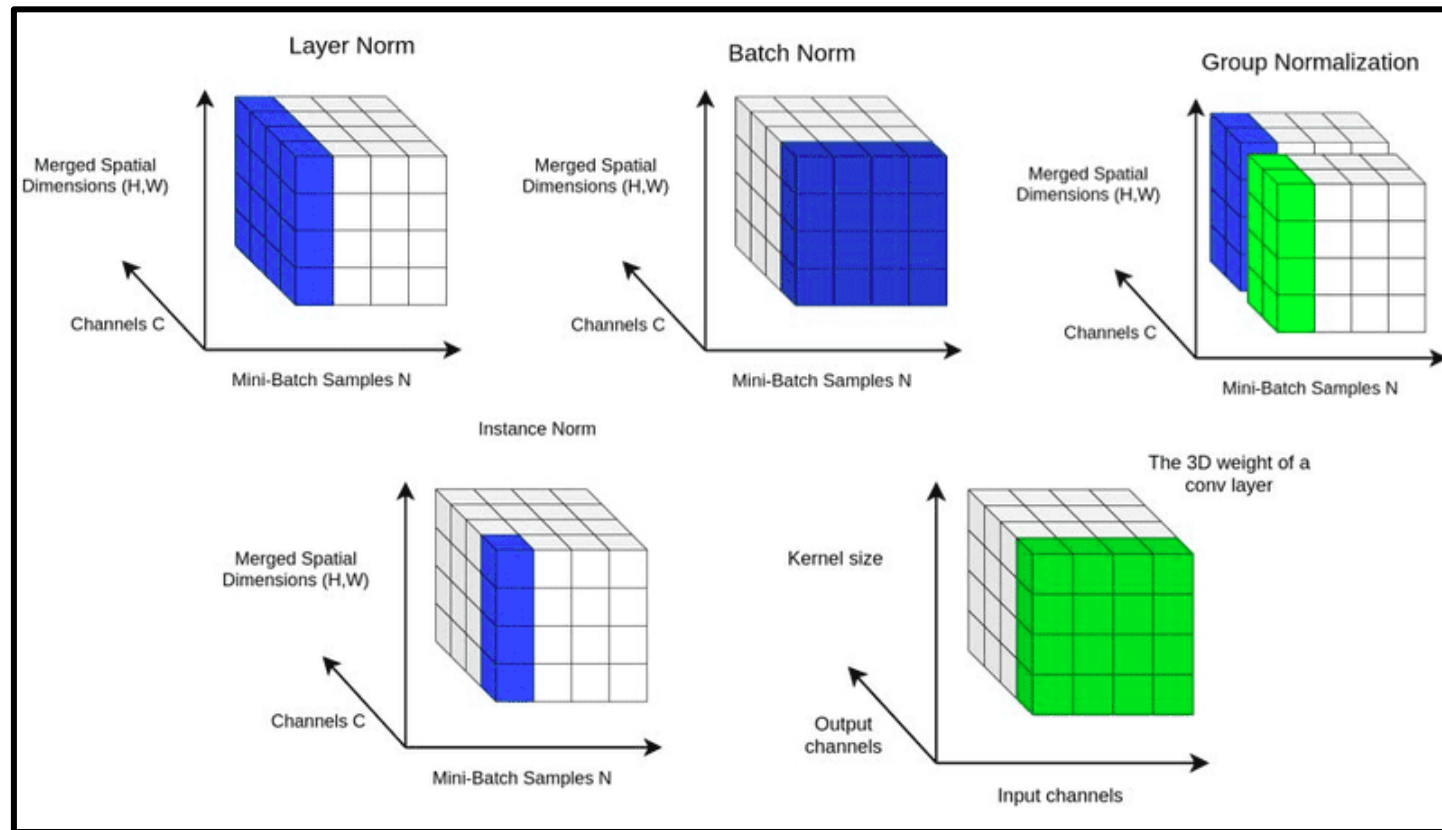 Layer Norm
Merged Spatial
Dimensions (H,W)
Channels C
Mini-Batch Samples N
Batch Norm
Merged Spatial
Dimensions (H,W)
Channels C
Mini-Batch Samples N
Group Normalization
Merged Spatial
Dimensions (H,W)
Channels C
Mini-Batch Samples N
Instance Norm
Merged Spatial
Dimensions (H,W)
Channels C
Mini-Batch Samples N
The 3D weight of a
conv layer
Kernel size
Output
channels
Input channels